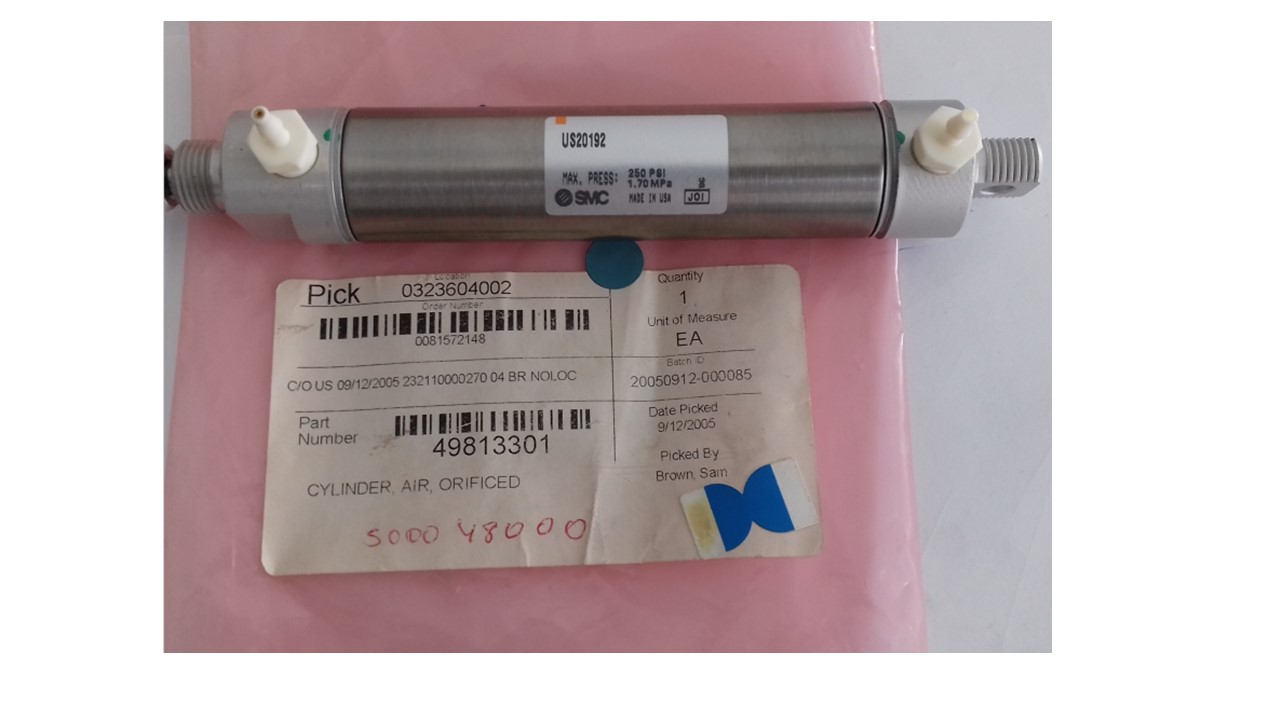 US20192
MAX. PRESS: 250 PSI
1.70 MPa
SMC MADE IN USA JOI
Location
Pick 0323604002
Order Number
0081572148
C/O US 09/12/2005 232110000270 04 BR NOLOC
Part Number 49813301
CYLINDER, AIR, ORIFICED
5000 48000
Quantity
1
Unit of Measure
EA
Batch ID
20050912-000085
Date Picked
9/12/2005
Picked By
Brown, Sam